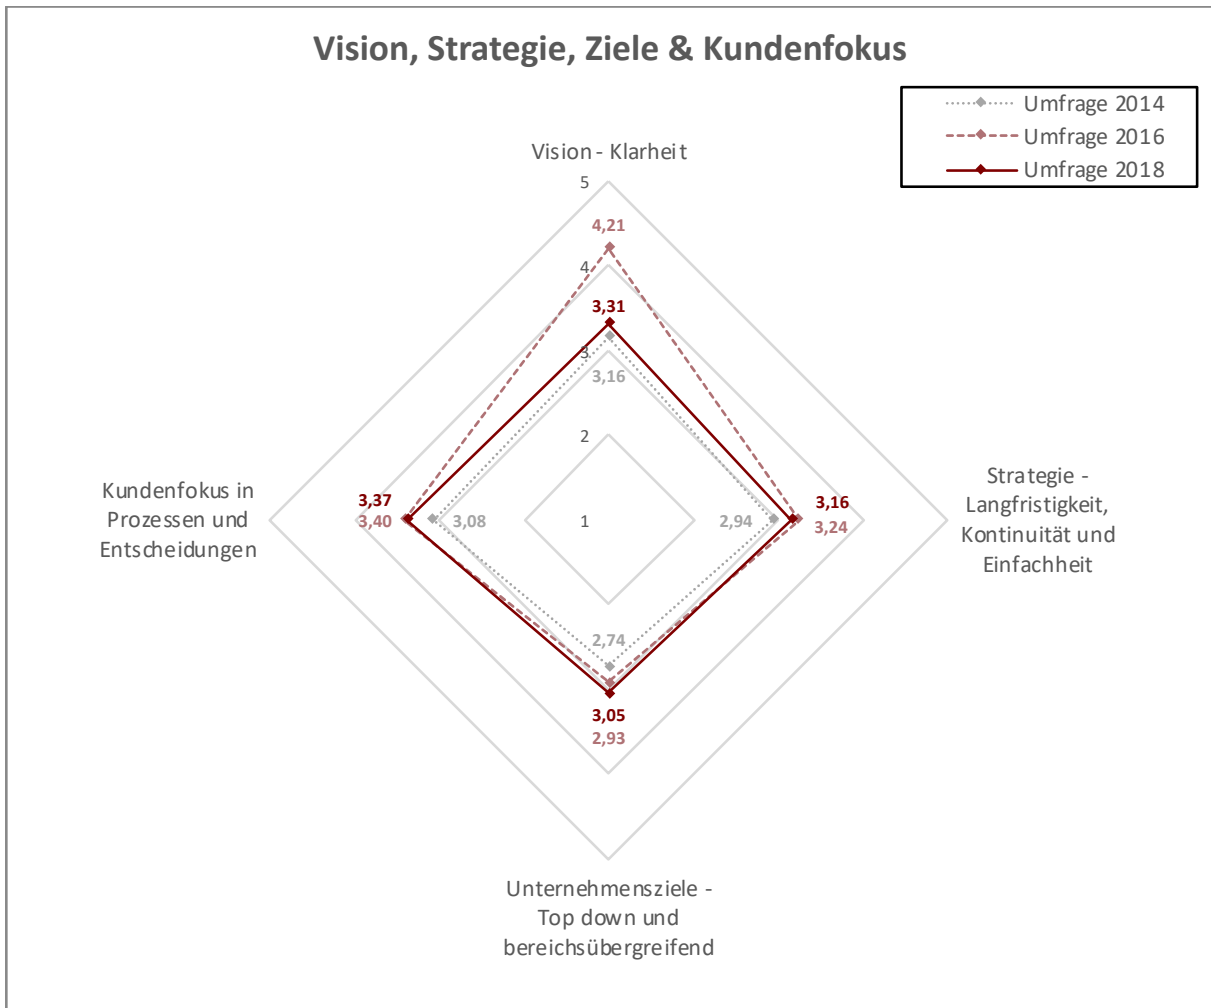 Vision, Strategie, Ziele & Kundenfokus
Umfrage 2014
Umfrage 2016
Umfrage 2018
Vision - Klarheit
5
4,21
4
3,31
3
3,16
2
Kundenfokus in
Prozessen und
Entscheidungen
3,37
3,40
3,08
1
2,94
3,16
3,24
Strategie -
Langfristigkeit,
Kontinuität und
Einfachheit
2,74
3,05
2,93
Unternehmensziele -
Top down und
bereichsübergreifend